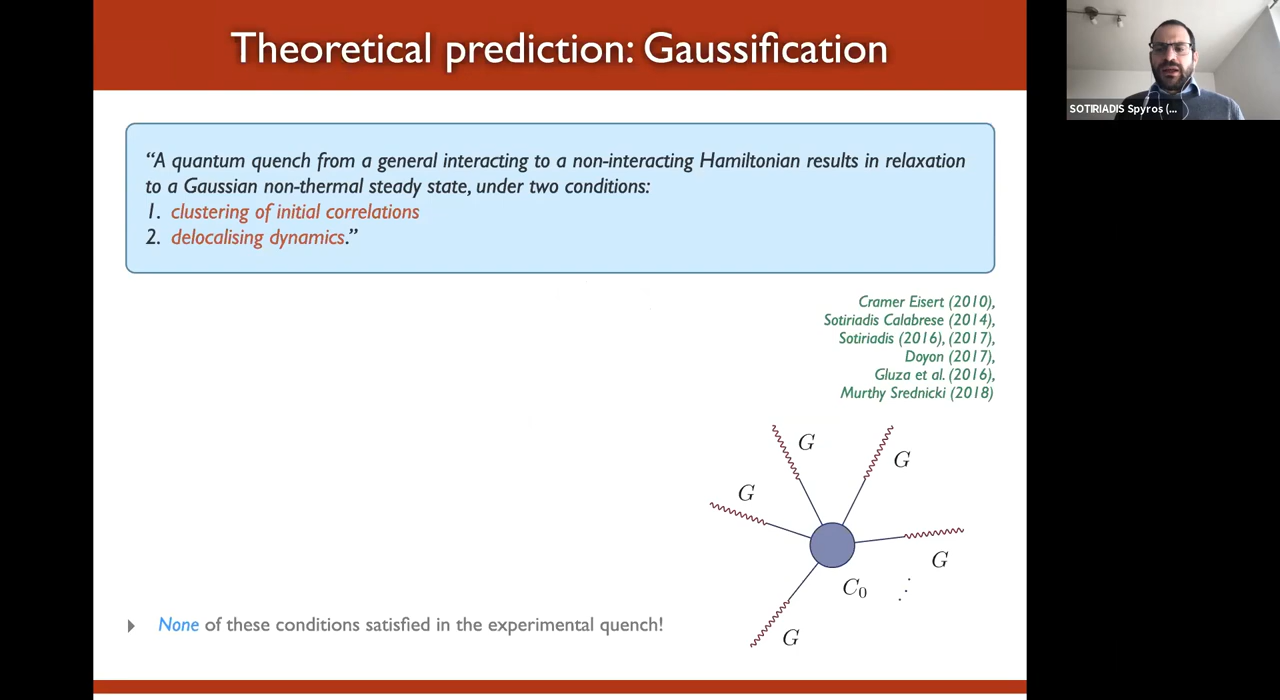 Theoretical prediction: Gaussification
SOTIRIADIS Spyros (...
“A quantum quench from a general interacting to a non-interacting Hamiltonian results in relaxation
to a Gaussian non-thermal steady state, under two conditions:
1. clustering of initial correlations
2. delocalising dynamics.”
Cramer Eisert (2010),
Sotiriadis Calabrese (2014),
Sotiriadis (2016), (2017),
Doyon (2017),
Gluza et al. (2016),
Murthy Srednicki (2018)
G
G
G
G
G
C₀
None of these conditions satisfied in the experimental quench!